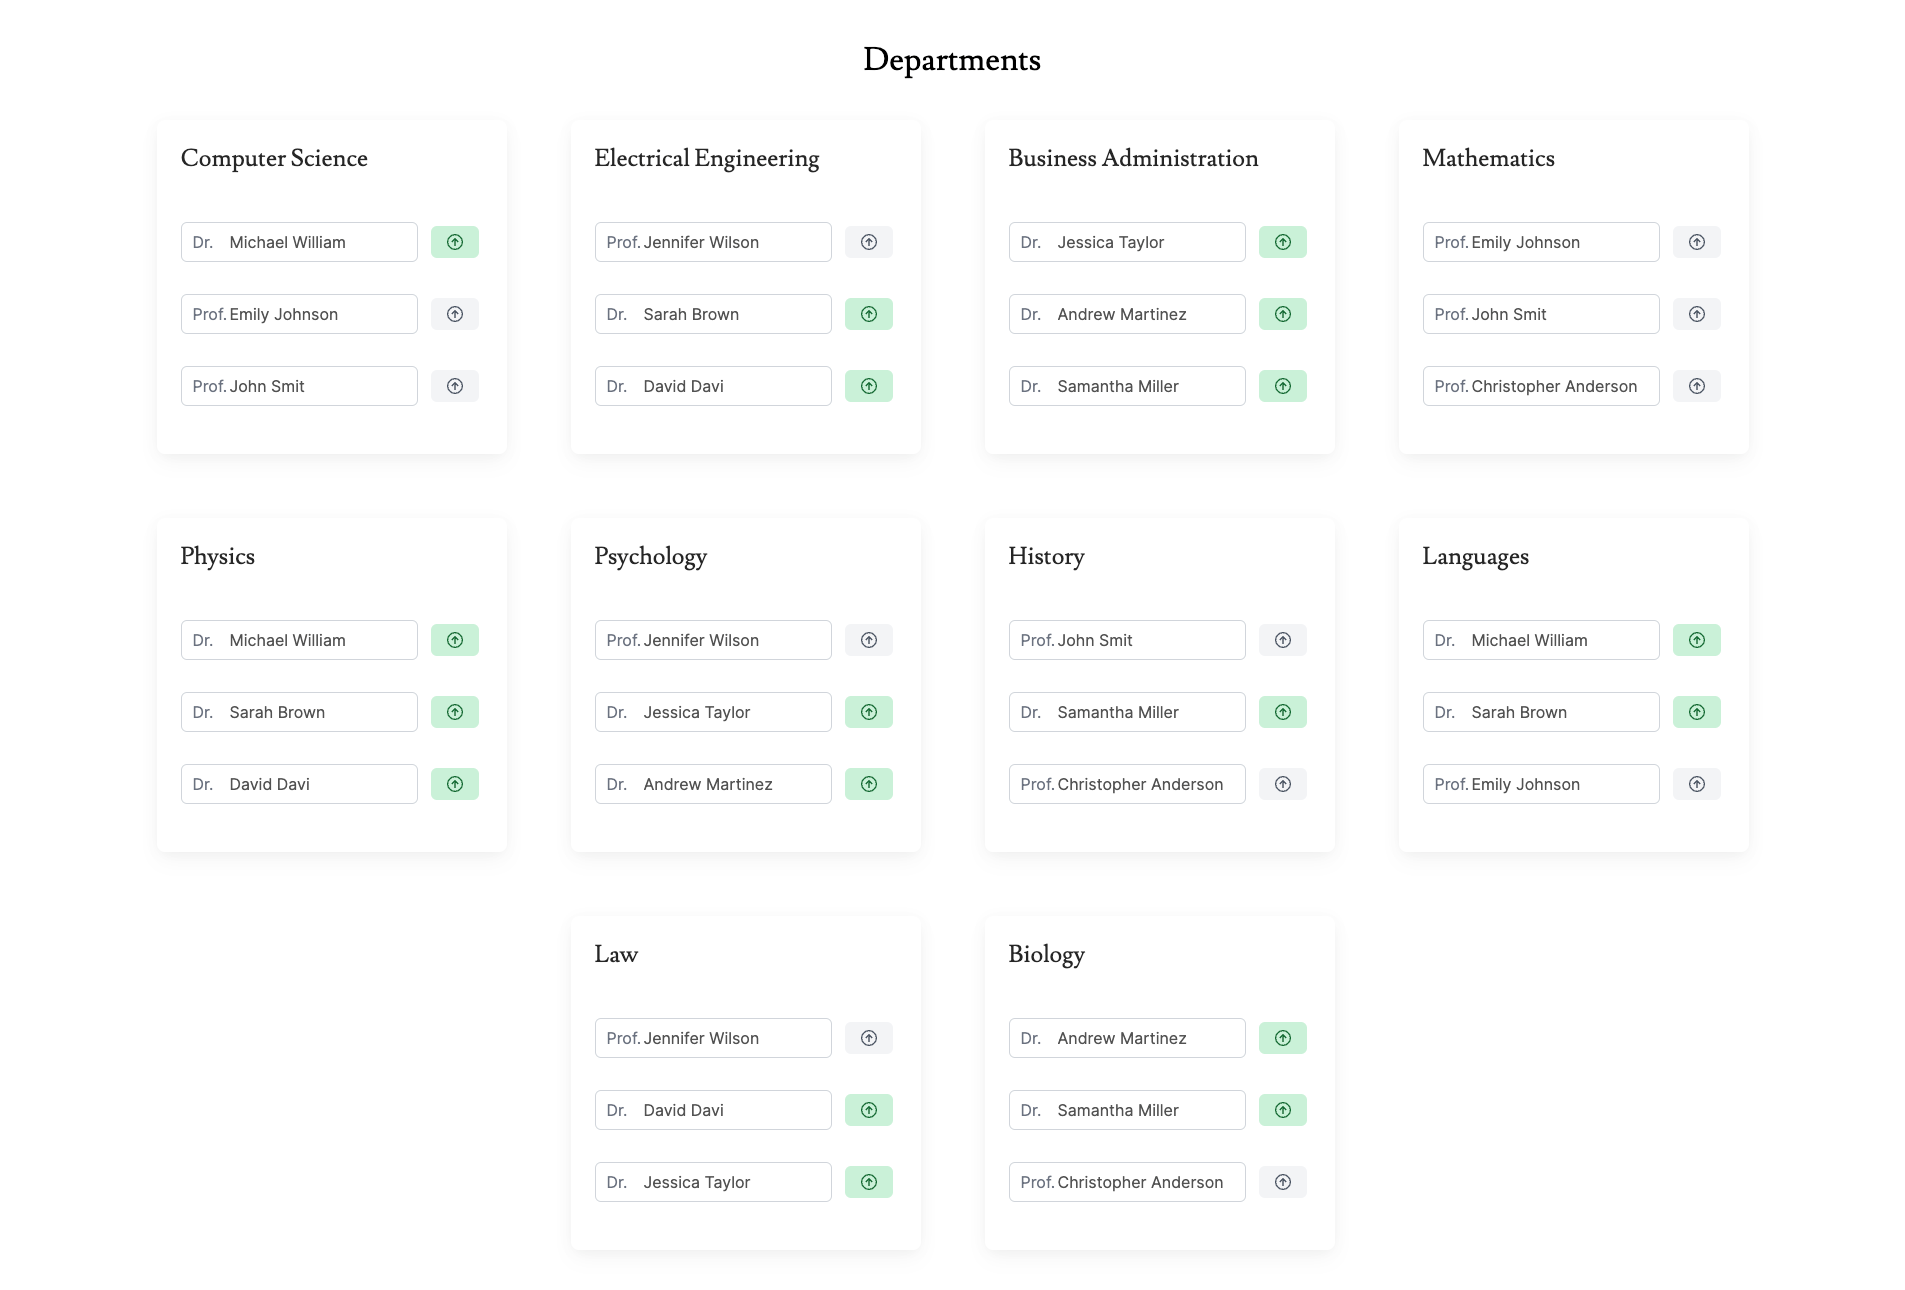 Departments
Computer Science
Dr. Michael William
Prof. Emily Johnson
Prof. John Smit
Electrical Engineering
Prof. Jennifer Wilson
Dr. Sarah Brown
Dr. David Davi
Business Administration
Dr. Jessica Taylor
Dr. Andrew Martinez
Dr. Samantha Miller
Mathematics
Prof. Emily Johnson
Prof. John Smit
Prof. Christopher Anderson
Physics
Dr. Michael William
Dr. Sarah Brown
Dr. David Davi
Psychology
Prof. Jennifer Wilson
Dr. Jessica Taylor
Dr. Andrew Martinez
History
Prof. John Smit
Dr. Samantha Miller
Prof. Christopher Anderson
Languages
Dr. Michael William
Dr. Sarah Brown
Prof. Emily Johnson
Law
Prof. Jennifer Wilson
Dr. David Davi
Dr. Jessica Taylor
Biology
Dr. Andrew Martinez
Dr. Samantha Miller
Prof. Christopher Anderson